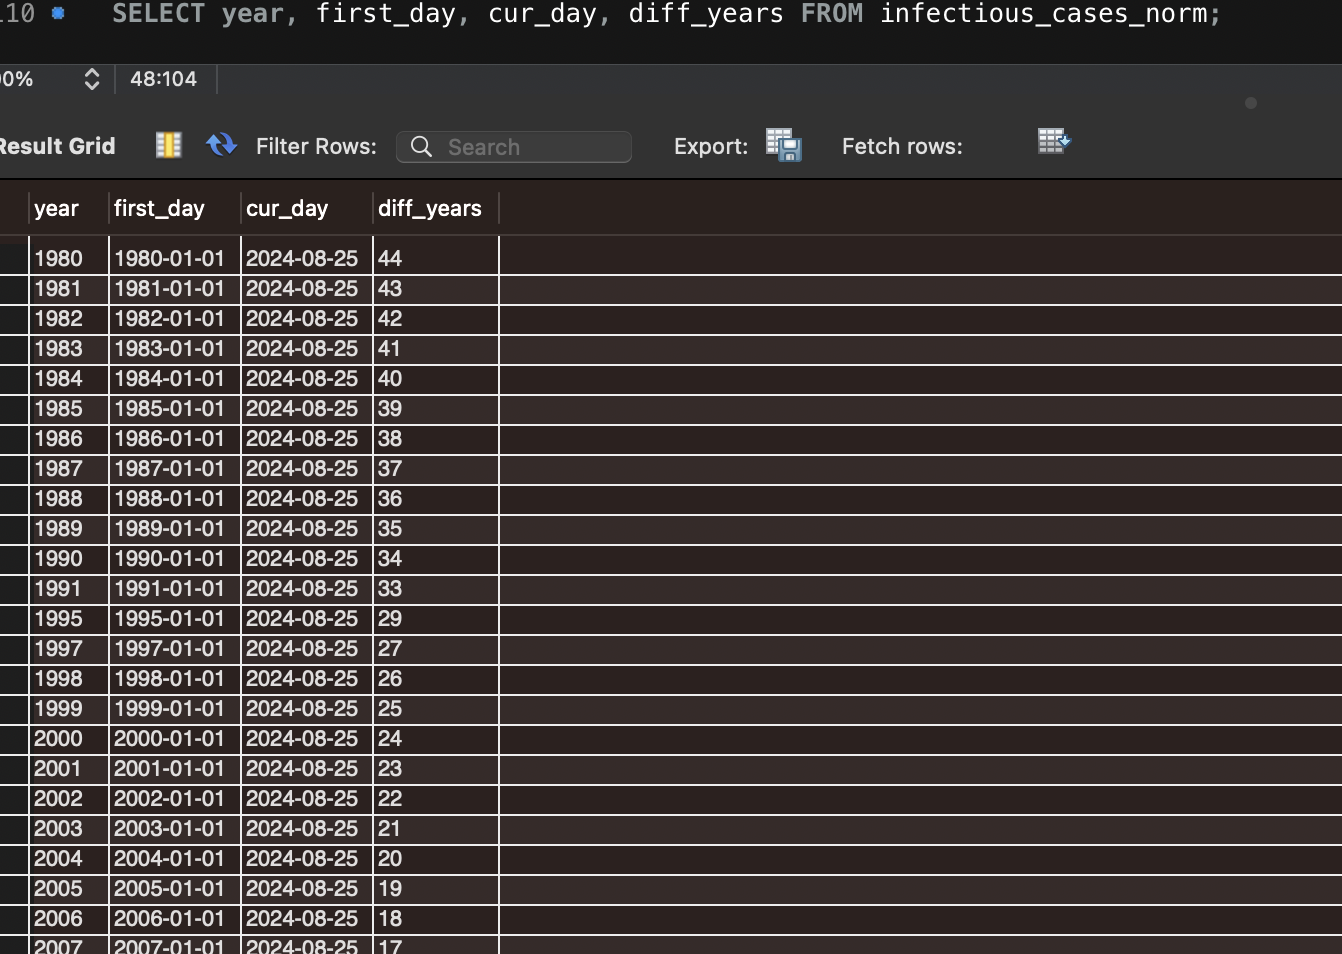 110 SELECT year, first_day, cur_day, diff_years FROM infectious_cases_norm;
0% 48:104
Result Grid Filter Rows: Search Export: Fetch rows:
year first_day cur_day diff_years
1980 1980-01-01 2024-08-25 44
1981 1981-01-01 2024-08-25 43
1982 1982-01-01 2024-08-25 42
1983 1983-01-01 2024-08-25 41
1984 1984-01-01 2024-08-25 40
1985 1985-01-01 2024-08-25 39
1986 1986-01-01 2024-08-25 38
1987 1987-01-01 2024-08-25 37
1988 1988-01-01 2024-08-25 36
1989 1989-01-01 2024-08-25 35
1990 1990-01-01 2024-08-25 34
1991 1991-01-01 2024-08-25 33
1995 1995-01-01 2024-08-25 29
1997 1997-01-01 2024-08-25 27
1998 1998-01-01 2024-08-25 26
1999 1999-01-01 2024-08-25 25
2000 2000-01-01 2024-08-25 24
2001 2001-01-01 2024-08-25 23
2002 2002-01-01 2024-08-25 22
2003 2003-01-01 2024-08-25 21
2004 2004-01-01 2024-08-25 20
2005 2005-01-01 2024-08-25 19
2006 2006-01-01 2024-08-25 18
2007 2007-01-01 2024-08-25 17